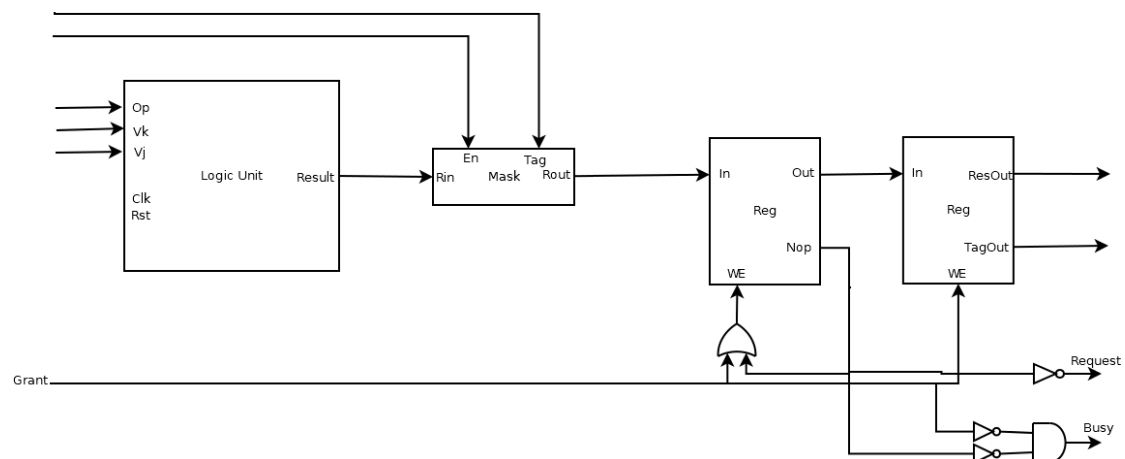 Op
Vk
Vj
Logic Unit
Result
Clk
Rst
En
Tag
Rin
Mask
Rout
In
Out
Reg
Nop
WE
In
ResOut
Reg
TagOut
WE
Request
Grant
Busy